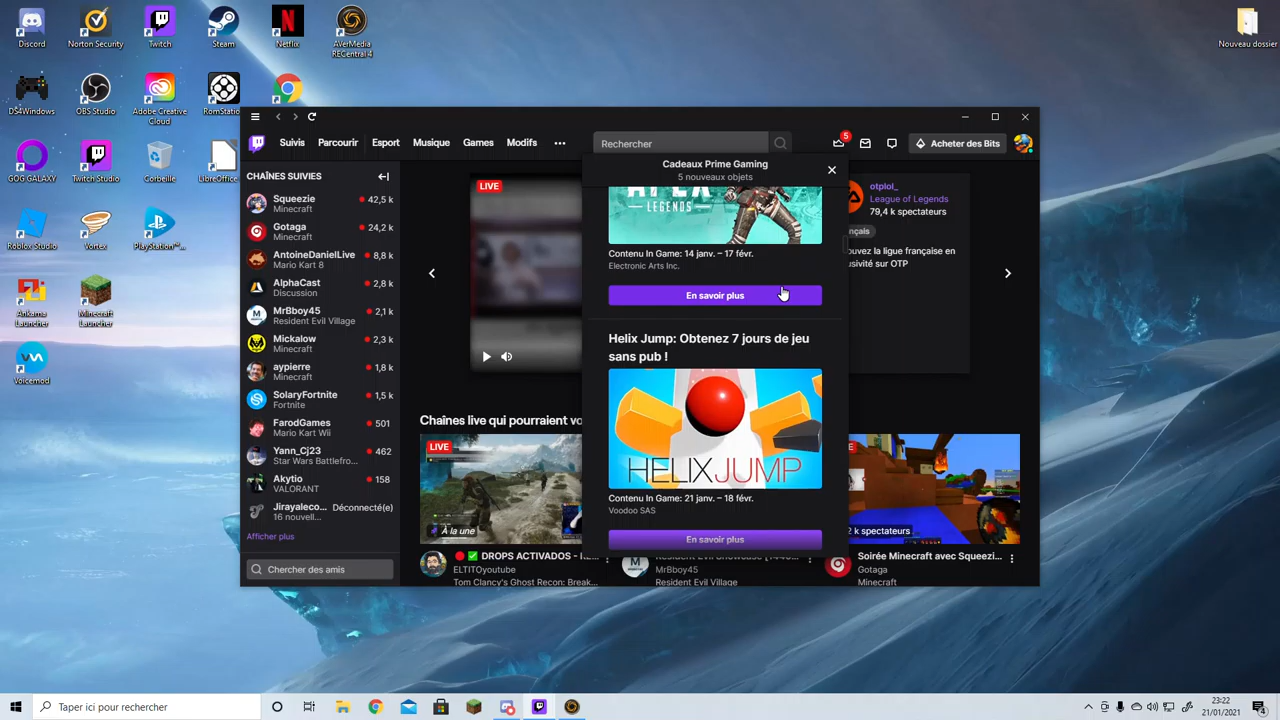 Discord
Norton Security
Twitch
Steam
Netflix
AVerMedia
RECentral 4
Nouveau dossier
DS4Windows
OBS Studio
Adobe Creative
Cloud
RomStati
GOG GALAXY
Twitch Studio
Corbeille
LibreOffice
Roblox Studio
Vortex
PlayStation™...
Ankama
Launcher
Minecraft
Launcher
Voicemod
Suivis
Parcourir
Esport
Musique
Games
Modifs
Rechercher
5
Acheter des Bits
CHAÎNES SUIVIES
Squeezie
42,5 k
Minecraft
Gotaga
24,2 k
Minecraft
AntoineDanielLive
8,8 k
Mario Kart 8
AlphaCast
2,8 k
Discussion
MrBboy45
2,1 k
Resident Evil Village
Mickalow
2,3 k
Minecraft
aypierre
1,8 k
Minecraft
SolaryFortnite
1,5 k
Fortnite
FarodGames
501
Mario Kart Wii
Yann_Cj23
462
Star Wars Battlefro...
Akytio
158
VALORANT
Jirayaleco...
Déconnecté(e)
16 nouvell...
Afficher plus
Chercher des amis
LIVE
Cadeaux Prime Gaming
5 nouveaux objets
LEGENDS
Contenu In Game: 14 janv. – 17 févr.
Electronic Arts Inc.
En savoir plus
Helix Jump: Obtenez 7 jours de jeu
sans pub !
HELIX JUMP
Contenu In Game: 21 janv. – 18 févr.
Voodoo SAS
En savoir plus
otplol_
League of Legends
79,4 k spectateurs
nçais
ouvez la ligue française en
usivité sur OTP
Chaînes live qui pourraient vo
LIVE
À la une
DROPS ACTIVADOS - R
ELTITOyoutube
Tom Clancy's Ghost Recon: Break...
MrBboy45
Resident Evil Village
2 k spectateurs
Soirée Minecraft avec Squeezi...
Gotaga
Minecraft
Taper ici pour rechercher
23:22
21/01/2021
4